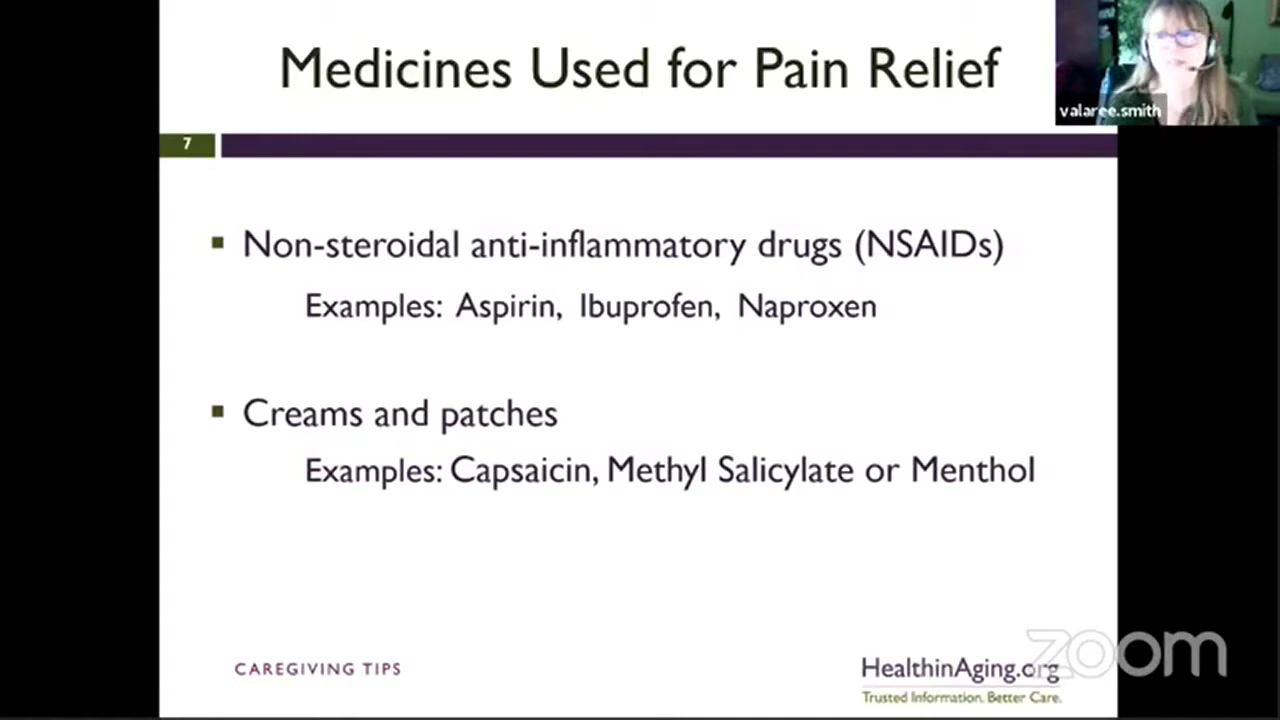 Medicines Used for Pain Relief
valaree.smith
7
Non-steroidal anti-inflammatory drugs (NSAIDs)
Examples: Aspirin, Ibuprofen, Naproxen
Creams and patches
Examples: Capsaicin, Methyl Salicylate or Menthol
CAREGIVING TIPS
HealthinAging.org
Trusted Information. Better Care.
zoom